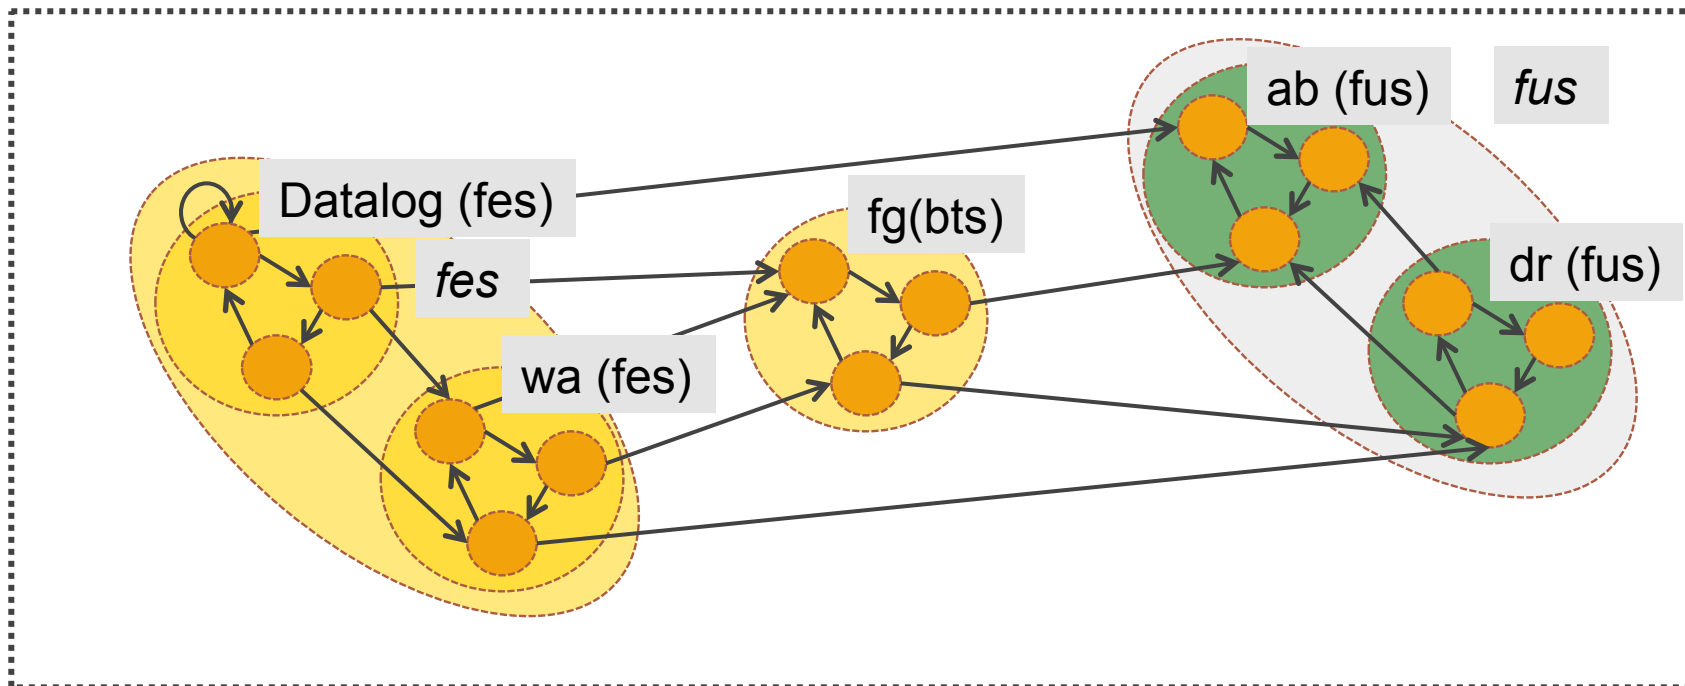 ab (fus)
fus
Datalog (fes)
fg(bts)
fes
dr (fus)
wa (fes)